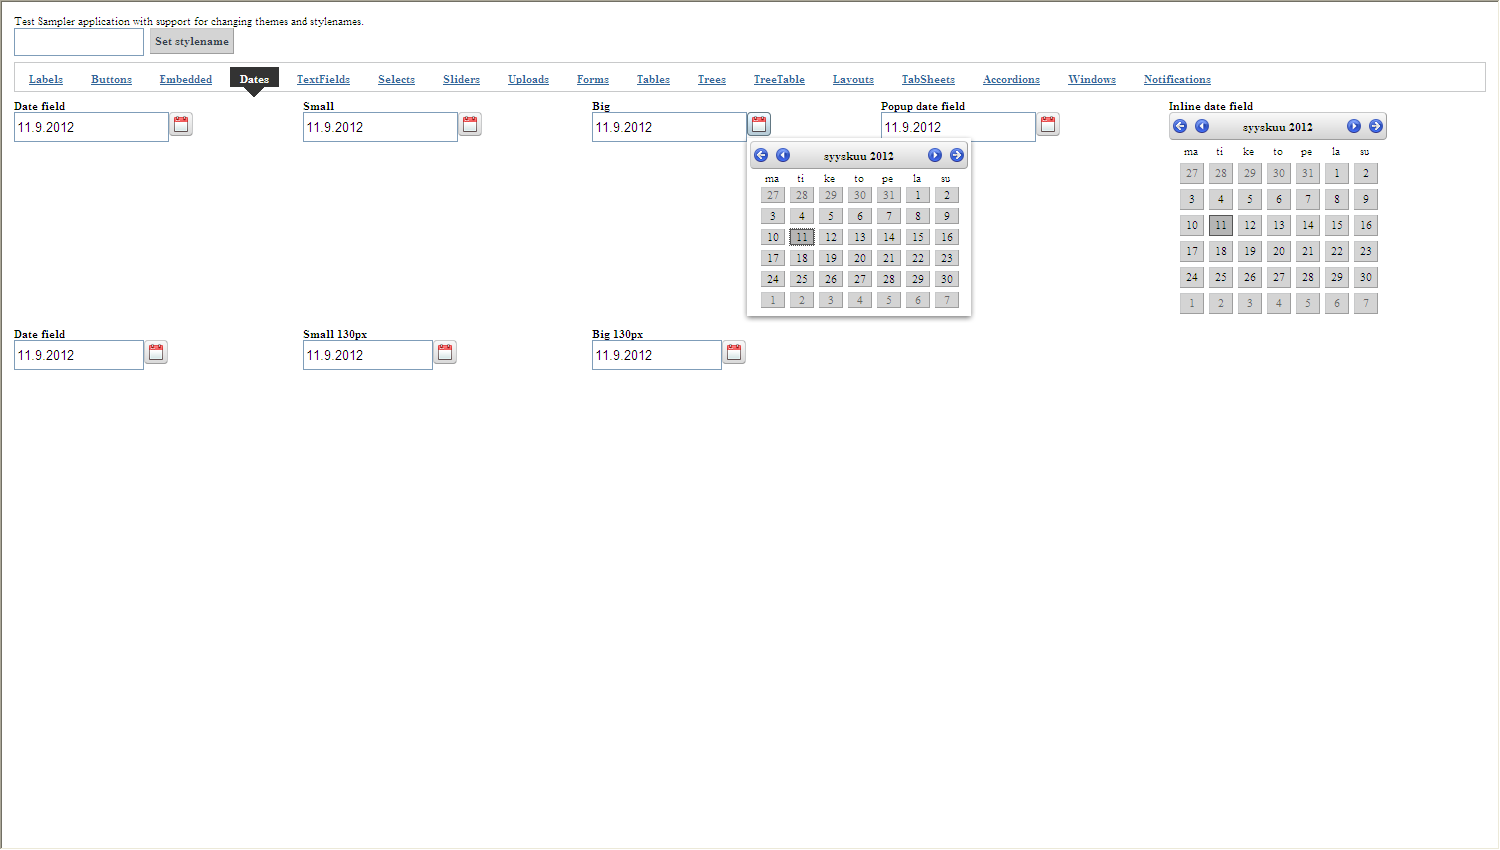 Test Sampler application with support for changing themes and stylenames.
Set stylename
Labels Buttons Embedded Dates TextFields Selects Sliders Uploads Forms Tables Trees TreeTable Layouts TabSheets Accordions Windows Notifications
Date field Small Big Popup date field Inline date field
11.9.2012 11.9.2012 11.9.2012 11.9.2012
syyskuu 2012
ma ti ke to pe la su
27 28 29 30 31 1 2
3 4 5 6 7 8 9
10 11 12 13 14 15 16
17 18 19 20 21 22 23
24 25 26 27 28 29 30
1 2 3 4 5 6 7
syyskuu 2012
ma ti ke to pe la su
27 28 29 30 31 1 2
3 4 5 6 7 8 9
10 11 12 13 14 15 16
17 18 19 20 21 22 23
24 25 26 27 28 29 30
1 2 3 4 5 6 7
Date field Small 130px Big 130px
11.9.2012 11.9.2012 11.9.2012